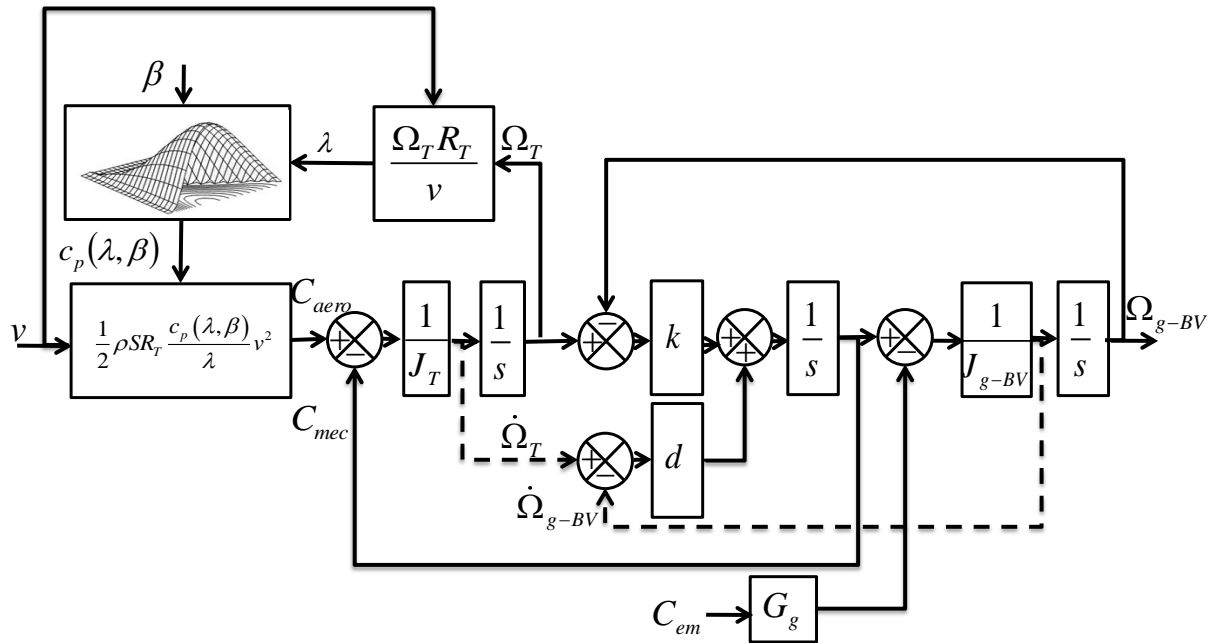 β
λ
Ω_T R_T / v
Ω_T
c_p(λ, β)
v
1/2 ρSR_T c_p(λ, β)/λ v²
C_aero
+
−
1/J_T
1/s
−
+
k
+
+
1/s
+
−
1/J_g−BV
1/s
Ω_g−BV
C_mec
Ω̇_T
+
−
d
Ω̇_g−BV
C_em
G_g